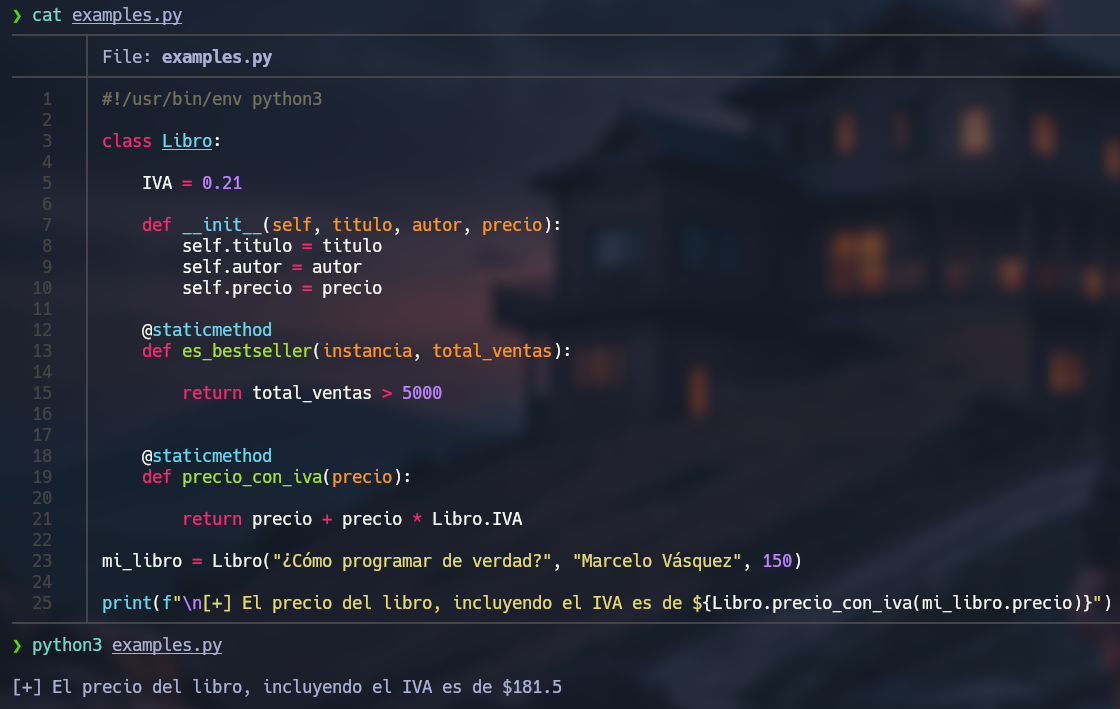 ❯ cat examples.py
File: examples.py
1 #!/usr/bin/env python3
2
3 class Libro:
4
5     IVA = 0.21
6
7     def __init__(self, titulo, autor, precio):
8         self.titulo = titulo
9         self.autor = autor
10         self.precio = precio
11
12     @staticmethod
13     def es_bestseller(instancia, total_ventas):
14
15         return total_ventas > 5000
16
17
18     @staticmethod
19     def precio_con_iva(precio):
20
21         return precio + precio * Libro.IVA
22
23 mi_libro = Libro("¿Cómo programar de verdad?", "Marcelo Vásquez", 150)
24
25 print(f"\n[+] El precio del libro, incluyendo el IVA es de ${Libro.precio_con_iva(mi_libro.precio)}")
❯ python3 examples.py
[+] El precio del libro, incluyendo el IVA es de $181.5